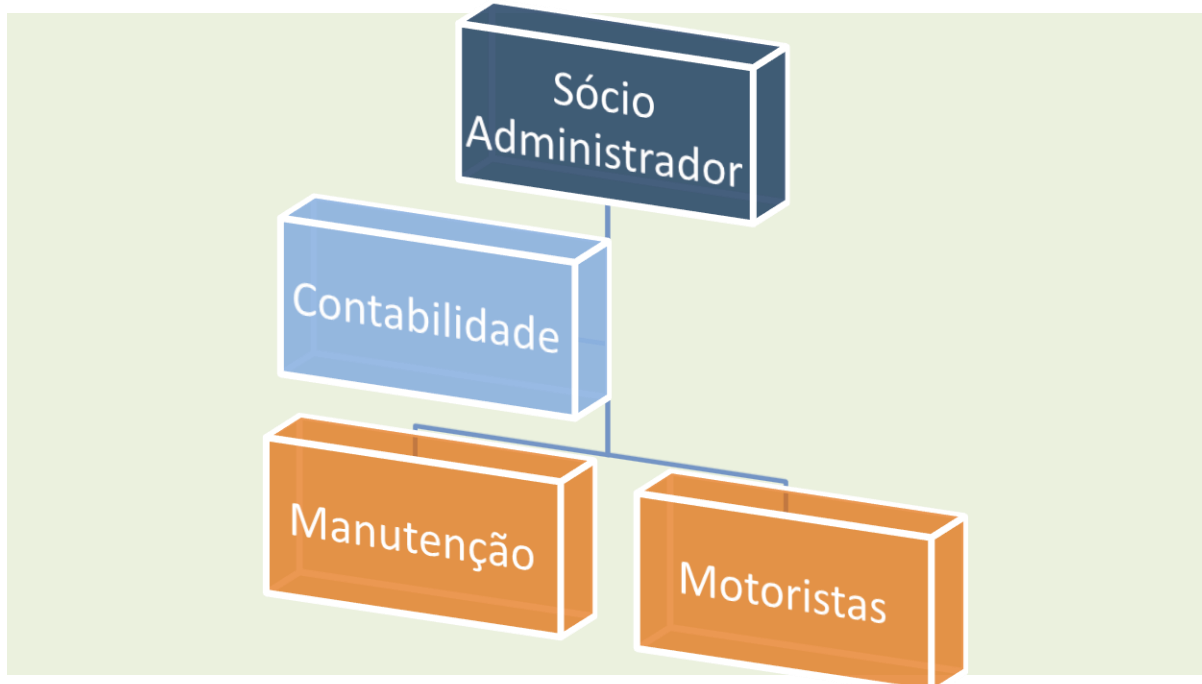 Sócio
Administrador
Contabilidade
Manutenção
Motoristas